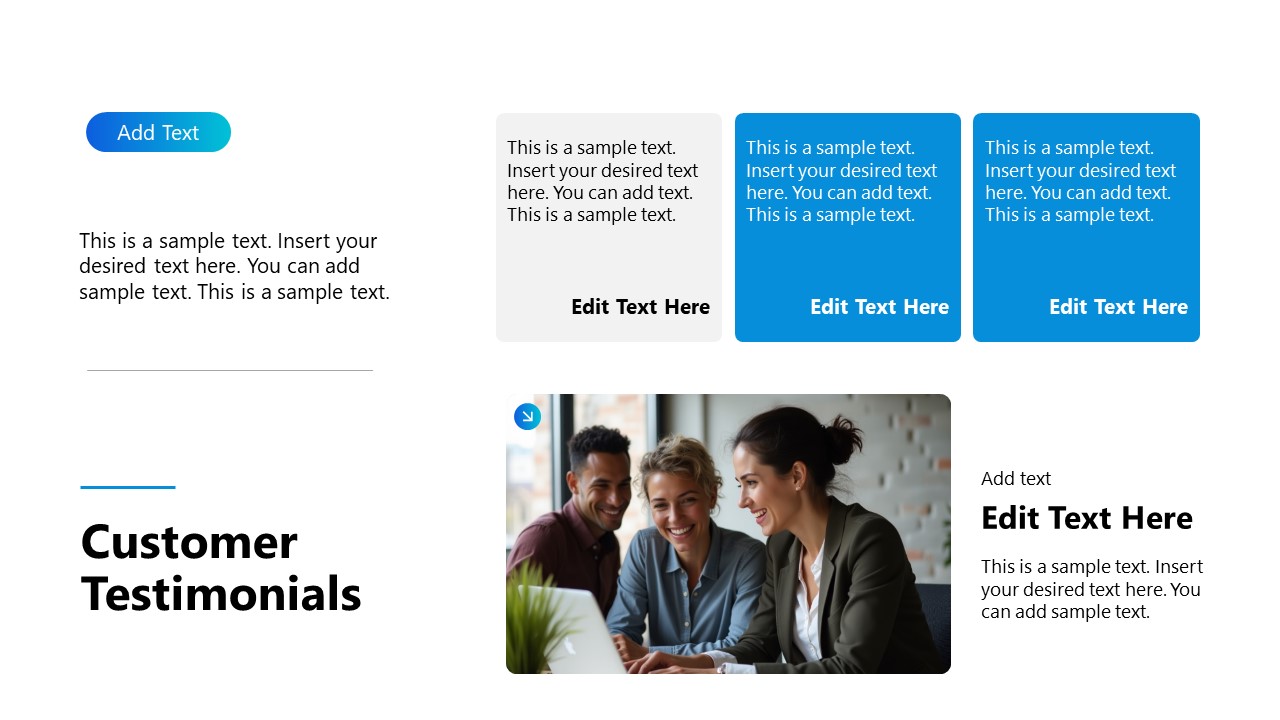 Add Text
This is a sample text. Insert your
desired text here. You can add
sample text. This is a sample text.
Customer
Testimonials
This is a sample text.
Insert your desired text
here. You can add text.
This is a sample text.
Edit Text Here
This is a sample text.
Insert your desired text
here. You can add text.
This is a sample text.
Edit Text Here
This is a sample text.
Insert your desired text
here. You can add text.
This is a sample text.
Edit Text Here
Add text
Edit Text Here
This is a sample text. Insert
your desired text here. You
can add sample text.